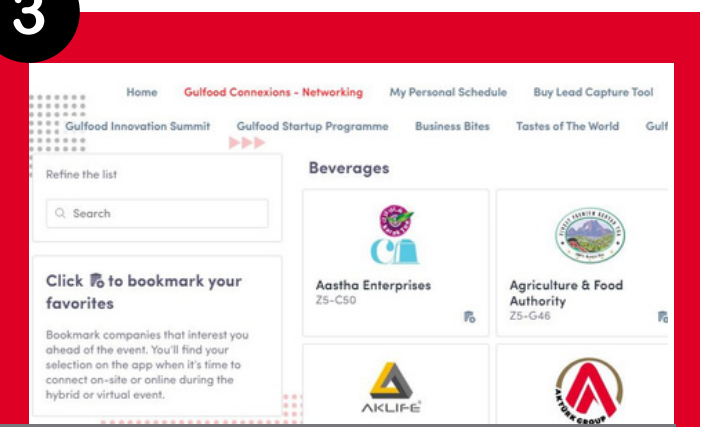 3
Home Gulfood Connexions - Networking My Personal Schedule Buy Lead Capture Tool
Gulfood Innovation Summit Gulfood Startup Programme Business Bites Tastes of The World Gulf
Refine the list
Search
Click to bookmark your
favorites
Bookmark companies that interest you
ahead of the event. You'll find your
selection on the app when it's time to
connect on-site or online during the
hybrid or virtual event.
Beverages
Aastha Enterprises
Z5-C50
Agriculture & Food
Authority
Z5-G46
AKLIFE
AKTÜRK GROUP